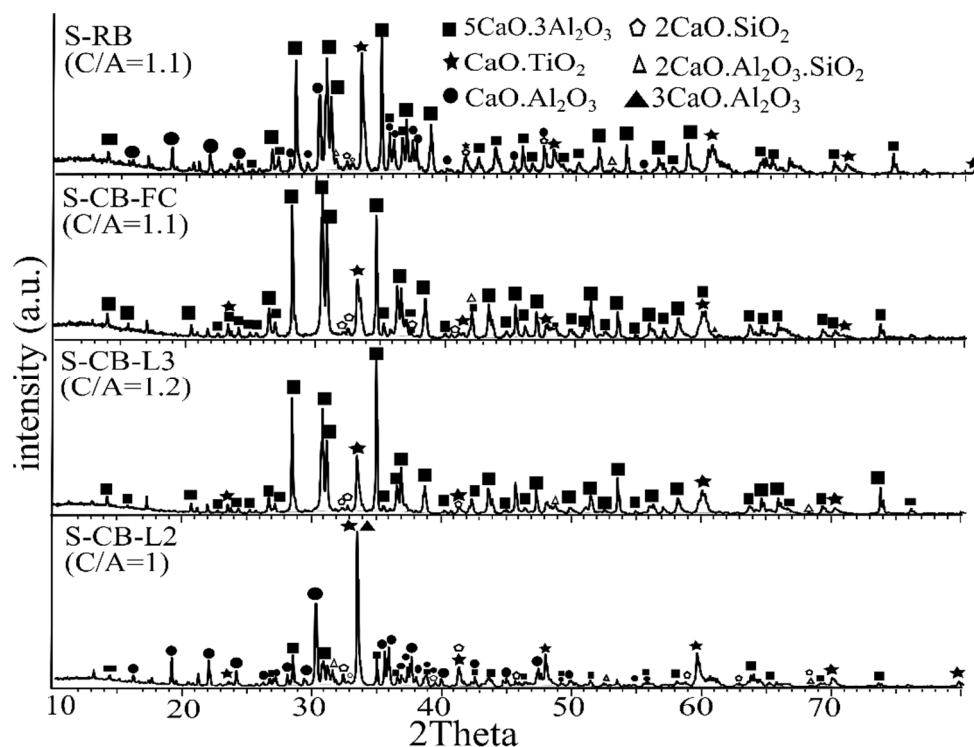 S-RB
(C/A=1.1)
■ 5CaO.3Al₂O₃
⬠ 2CaO.SiO₂
★ CaO.TiO₂
△ 2CaO.Al₂O₃.SiO₂
● CaO.Al₂O₃
▲ 3CaO.Al₂O₃
S-CB-FC
(C/A=1.1)
S-CB-L3
(C/A=1.2)
S-CB-L2
(C/A=1)
intensity (a.u.)
10 20 30 40 50 60 70
2Theta